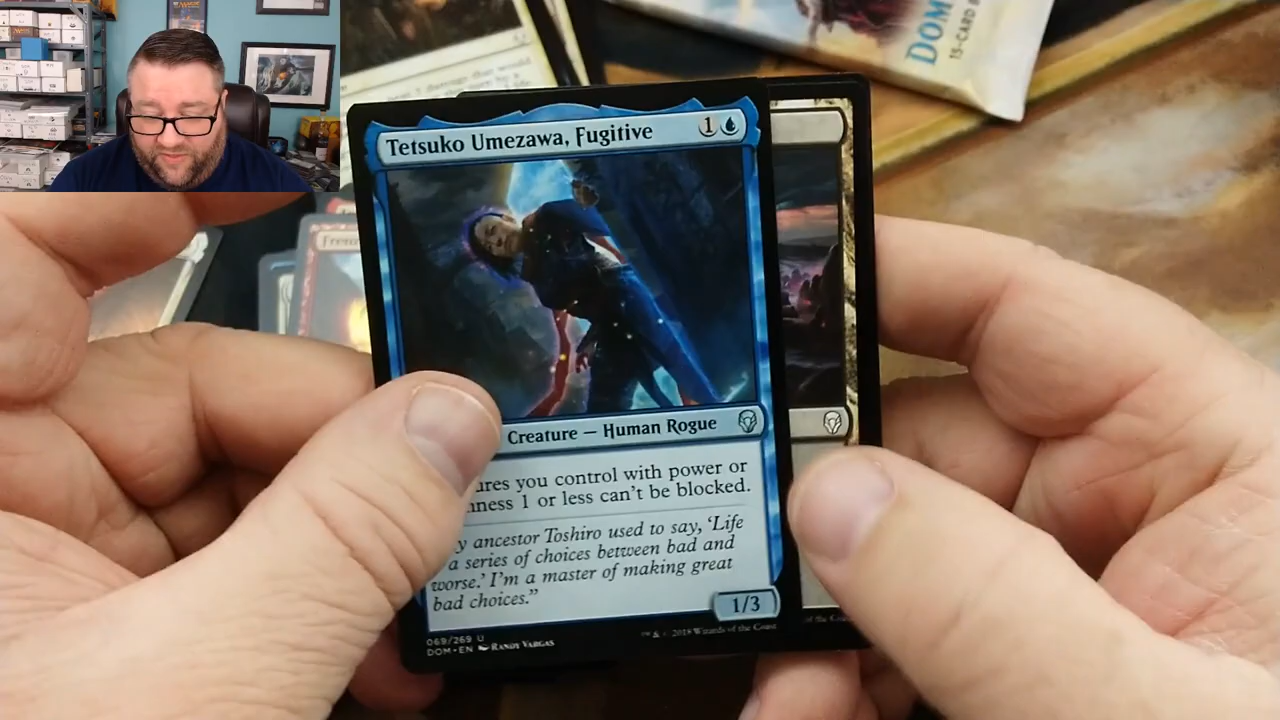 DOM
15-CARD
Tetsuko Umezawa, Fugitive 1
Creature — Human Rogue
ures you control with power or
ness 1 or less can't be blocked.
y ancestor Toshiro used to say, 'Life
a series of choices between bad and
worse.' I'm a master of making great
bad choices."
1/3
069/269 U
DOM • EN RANDY VARGAS
™ & © 2018 Wizards of the Coast